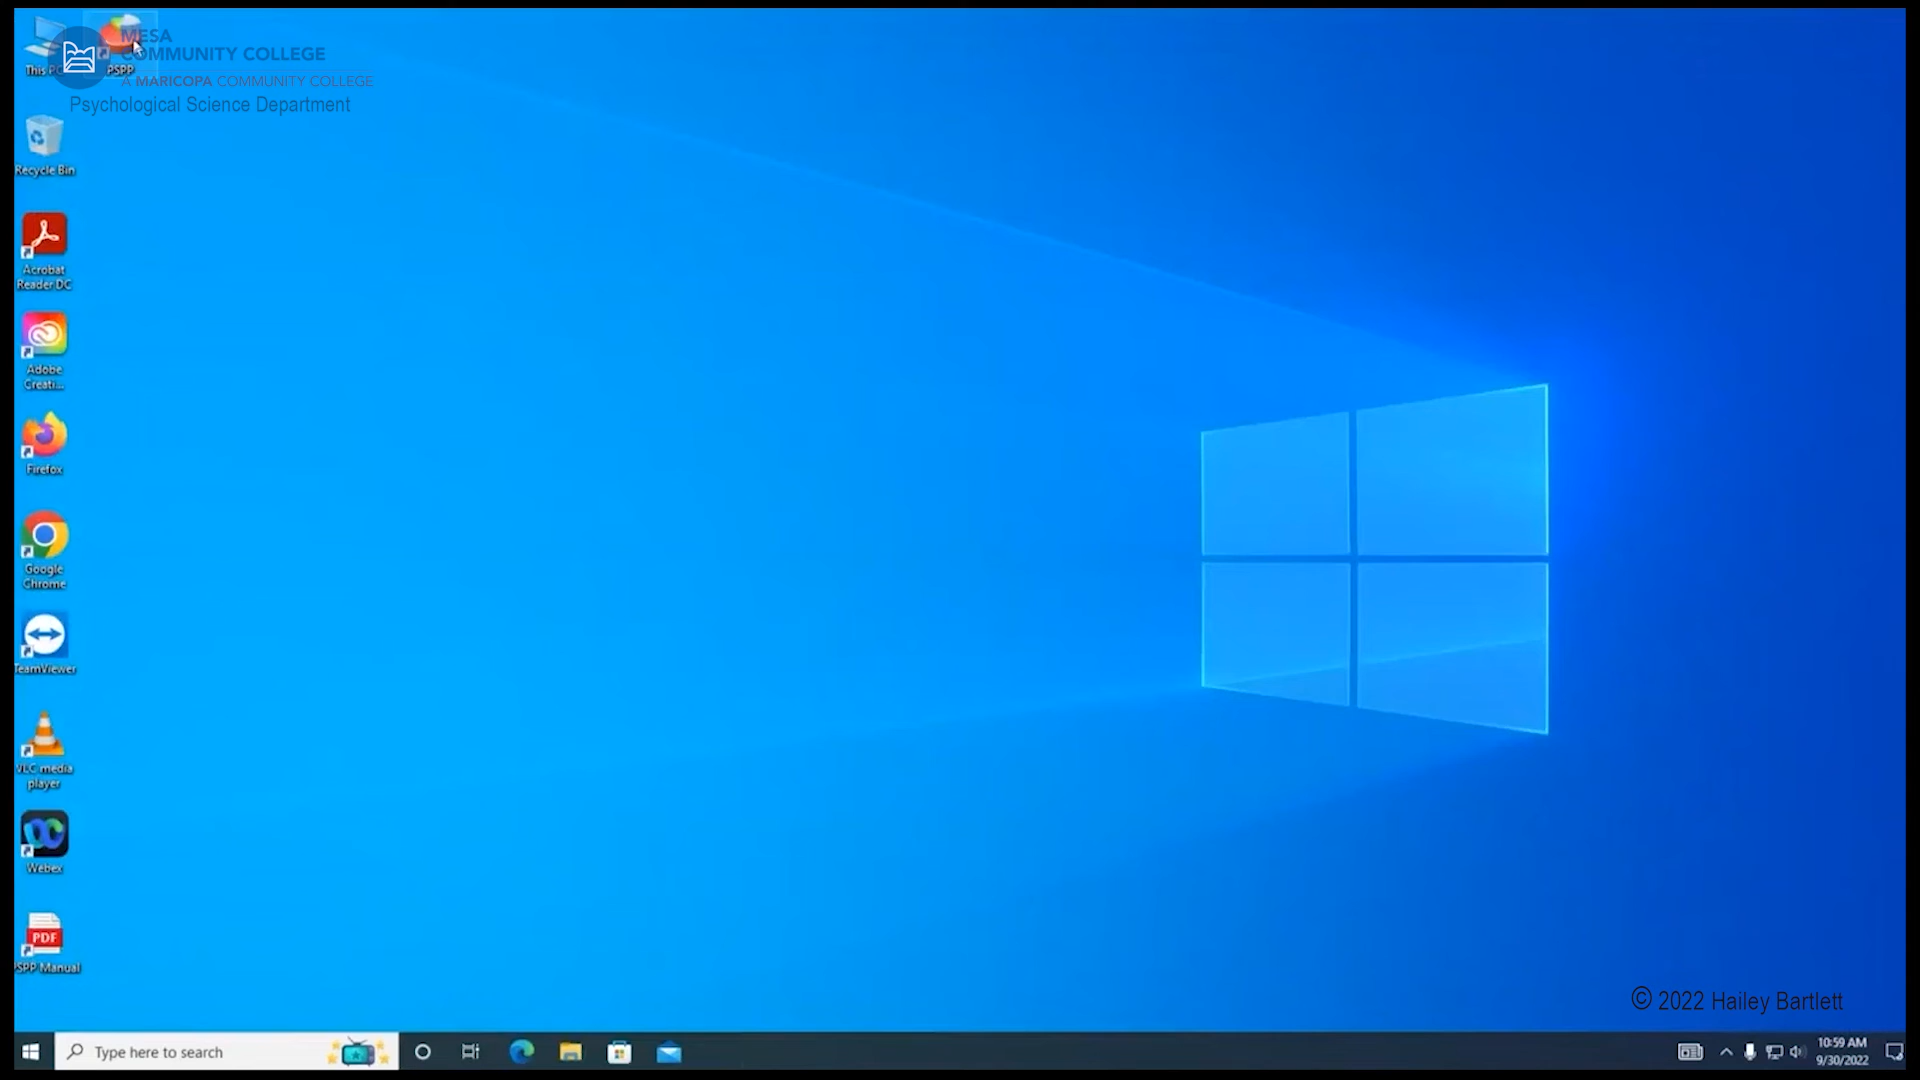 MESA
COMMUNITY COLLEGE
A MARICOPA COMMUNITY COLLEGE
Psychological Science Department
This PC
PSPP
Recycle Bin
Acrobat
Reader DC
Adobe
Creati...
Firefox
Google
Chrome
TeamViewer
VLC media
player
Webex
PDF
PSPP Manual
© 2022 Hailey Bartlett
Type here to search
10:59 AM
9/30/2022